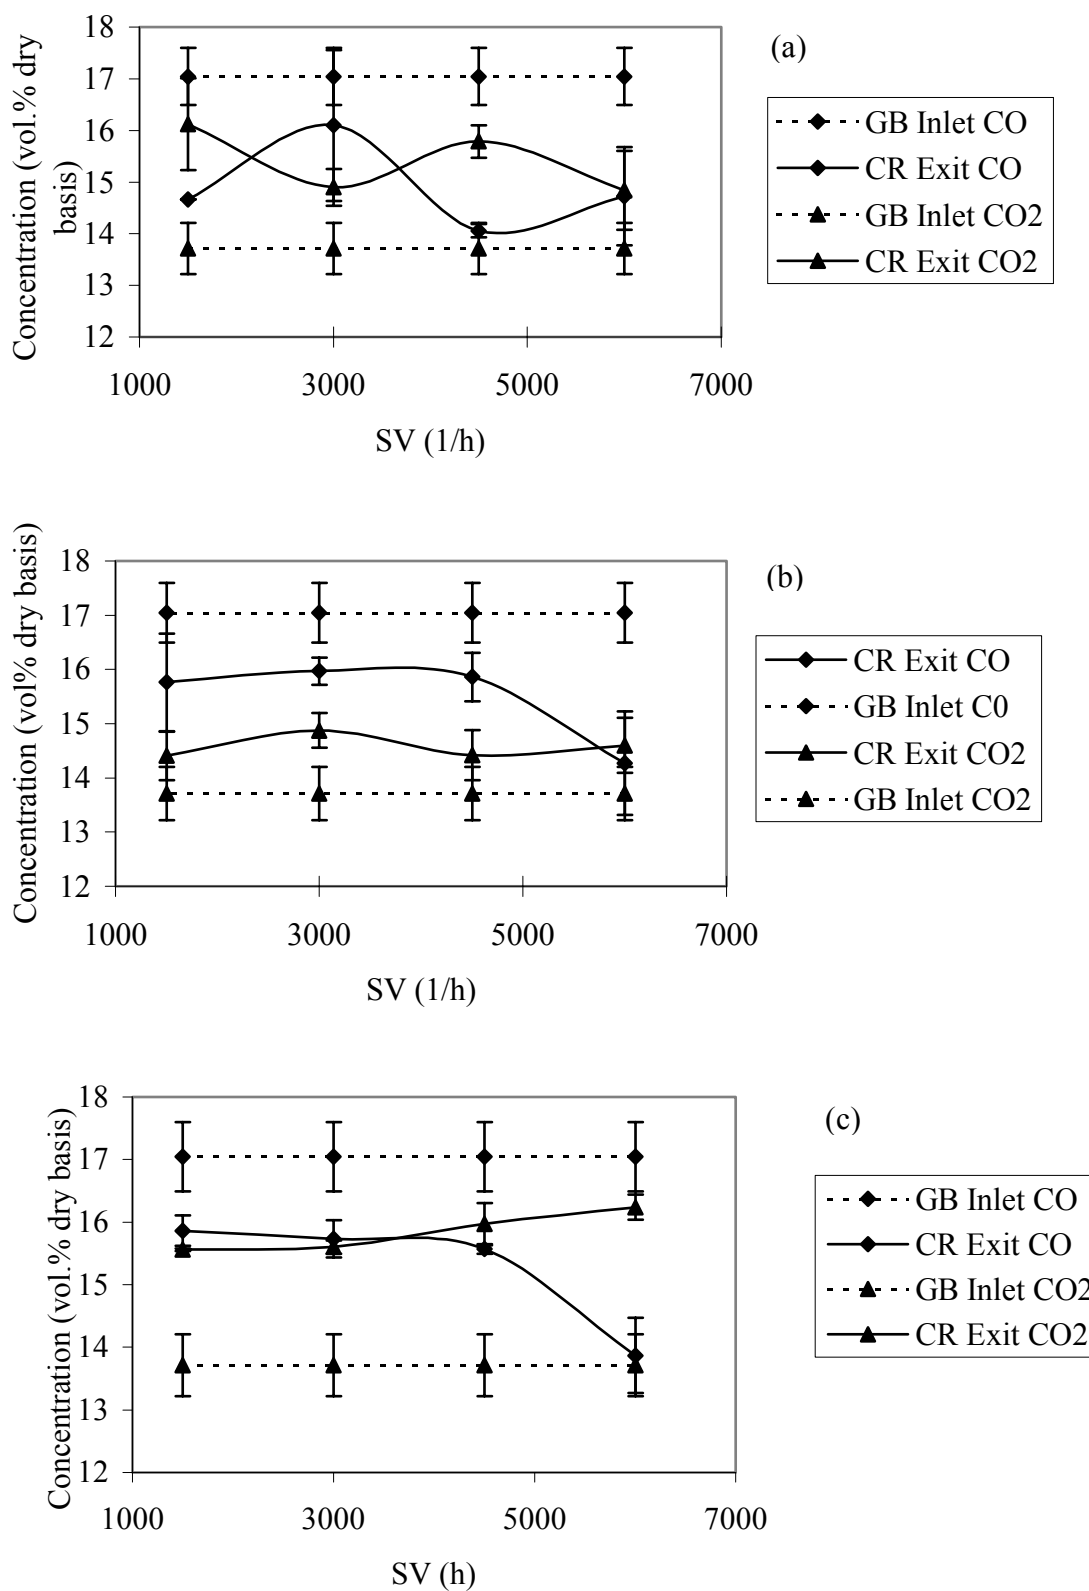 (a)
Concentration (vol.% dry
basis)
18
17
16
15
14
13
12
1000 3000 5000 7000
SV (1/h)
GB Inlet CO
CR Exit CO
GB Inlet CO2
CR Exit CO2
(b)
Concentration (vol% dry basis)
18
17
16
15
14
13
12
1000 3000 5000 7000
SV (1/h)
CR Exit CO
GB Inlet C0
CR Exit CO2
GB Inlet CO2
(c)
Concentration (vol.% dry basis)
18
17
16
15
14
13
12
1000 3000 5000 7000
SV (h)
GB Inlet CO
CR Exit CO
GB Inlet CO2
CR Exit CO2